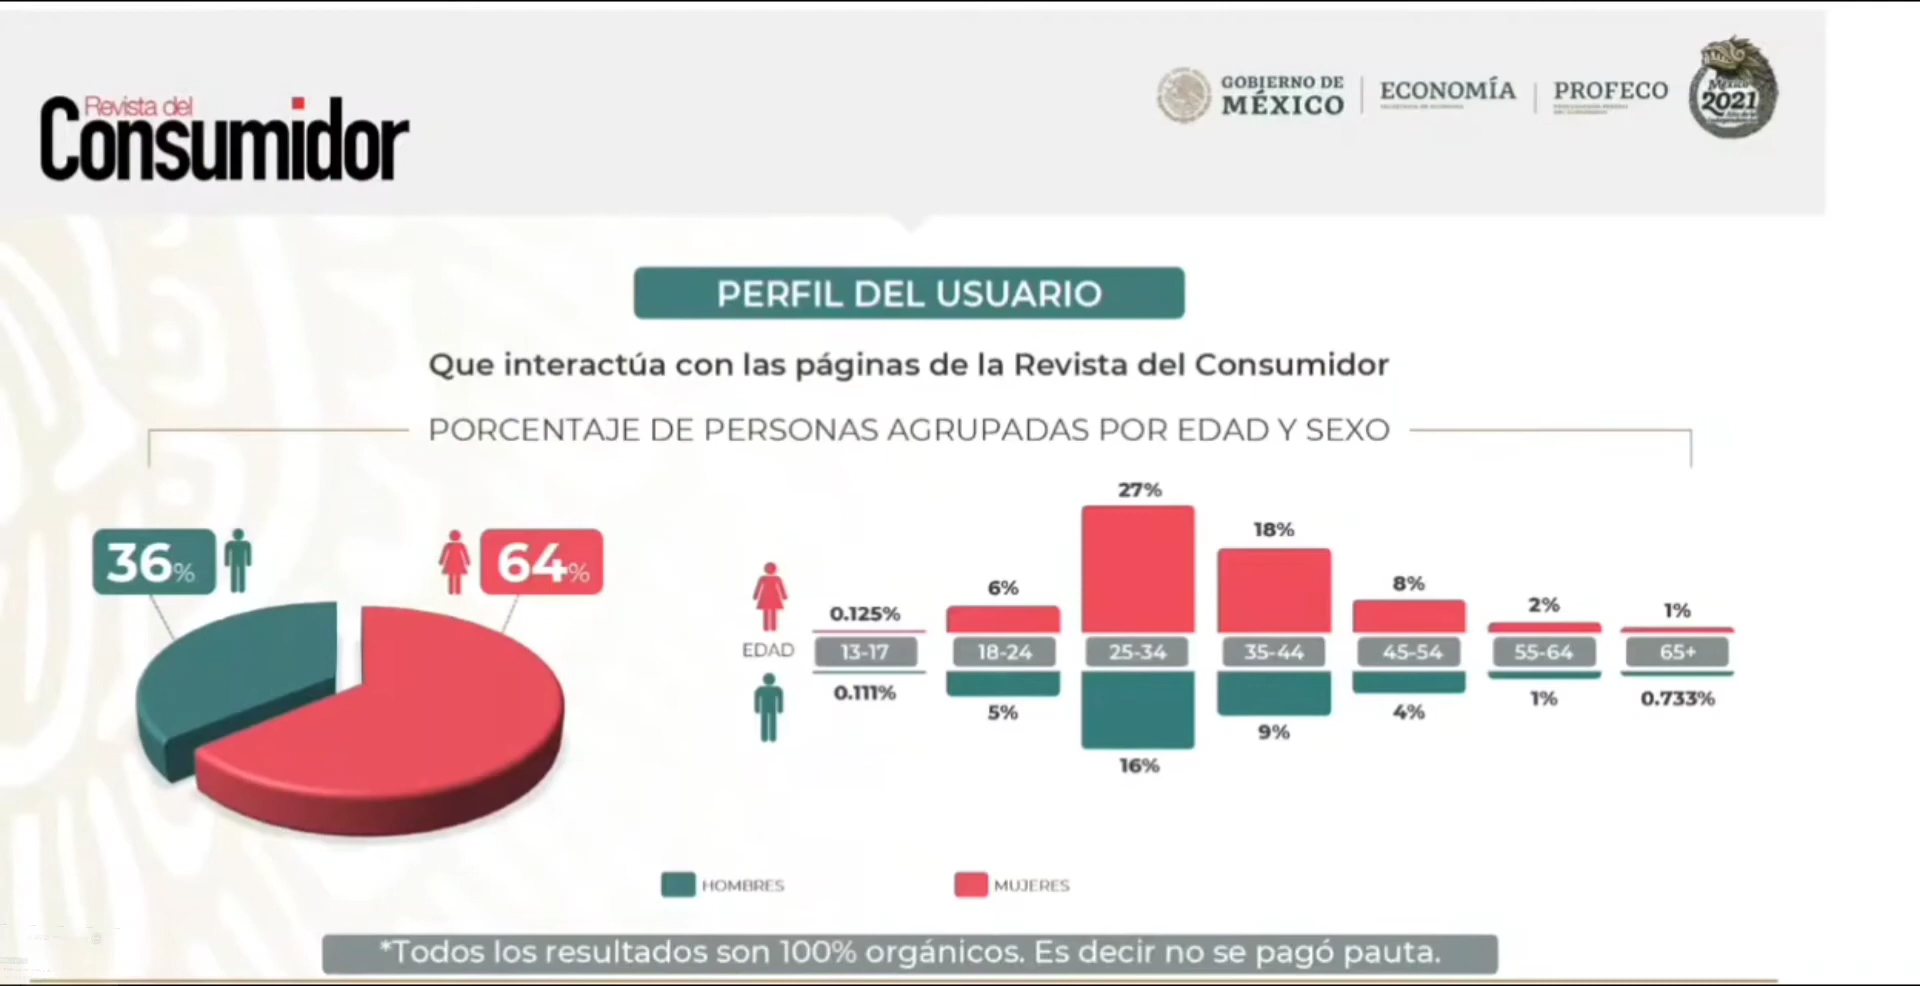 Revista del
Consumidor
GOBIERNO DE
MÉXICO
ECONOMÍA
PROFECO
México
2021
PERFIL DEL USUARIO
Que interactúa con las páginas de la Revista del Consumidor
PORCENTAJE DE PERSONAS AGRUPADAS POR EDAD Y SEXO
36%
64%
27%
18%
6%
8%
0.125%
2%
1%
EDAD
13-17
18-24
25-34
35-44
45-54
55-64
65+
0.111%
5%
16%
9%
4%
1%
0.733%
HOMBRES
MUJERES
*Todos los resultados son 100% orgánicos. Es decir no se pagó pauta.